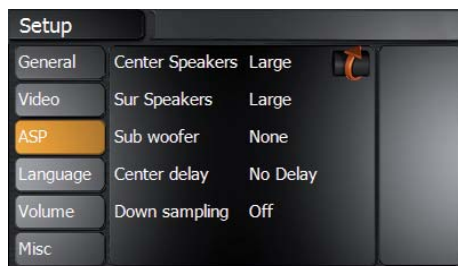 Setup
General Center Speakers Large
Video Sur Speakers Large
ASP Sub woofer None
Language Center delay No Delay
Volume Down sampling Off
Misc